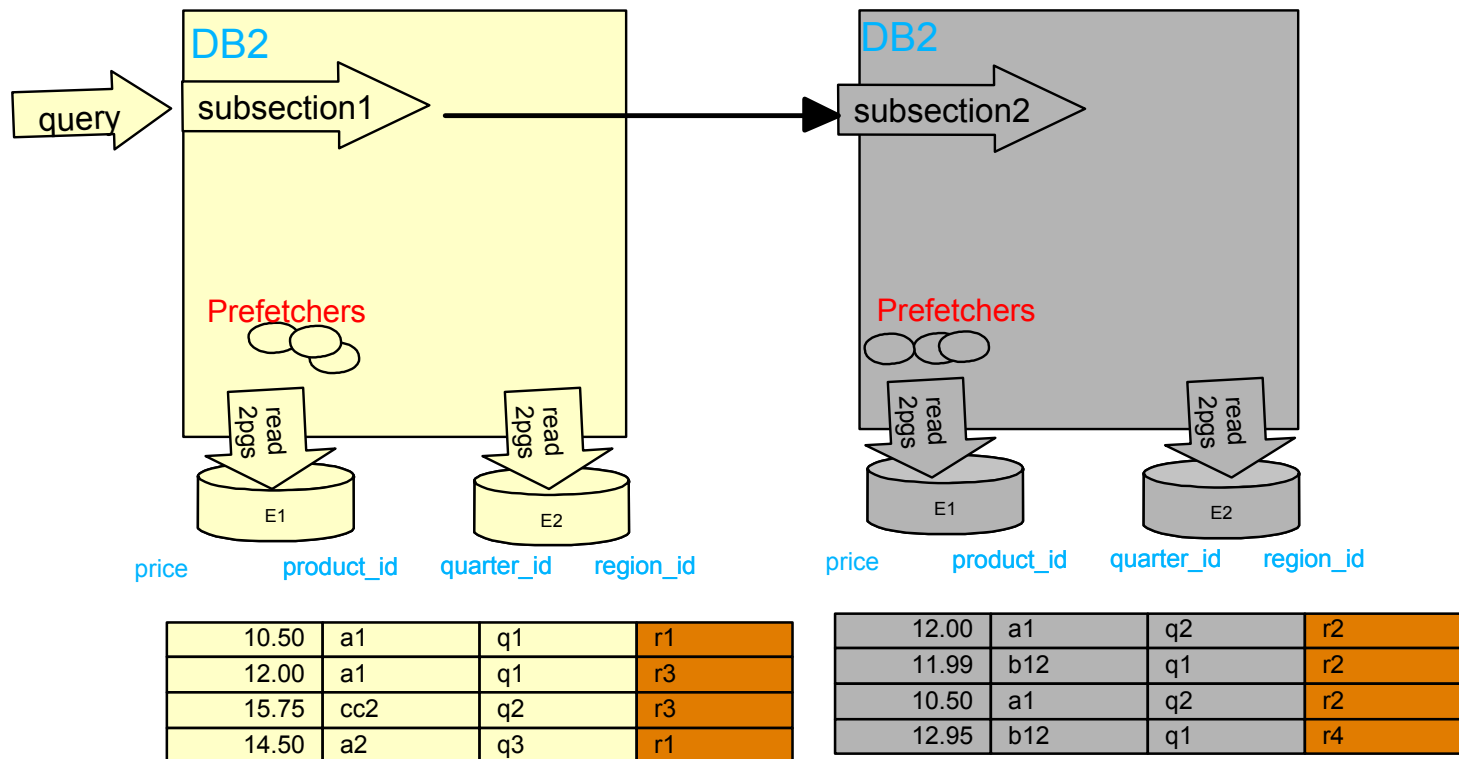 DB2
query
subsection1
Prefetchers
read
2pgs
read
2pgs
E1
E2
price product_id quarter_id region_id
10.50 a1 q1 r1
12.00 a1 q1 r3
15.75 cc2 q2 r3
14.50 a2 q3 r1
DB2
subsection2
Prefetchers
read
2pgs
read
2pgs
E1
E2
price product_id quarter_id region_id
12.00 a1 q2 r2
11.99 b12 q1 r2
10.50 a1 q2 r2
12.95 b12 q1 r4